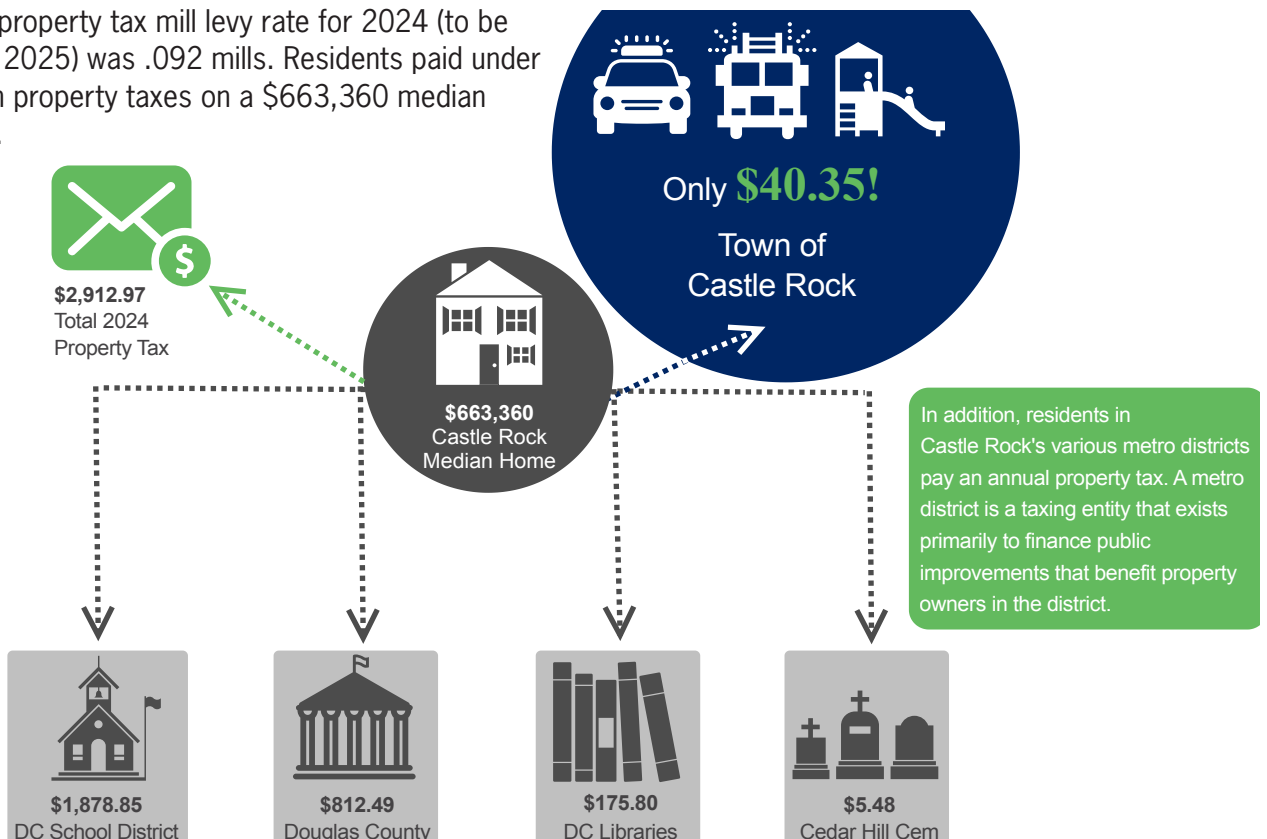 property tax mill levy rate for 2024 (to be
2025) was .092 mills. Residents paid under
property taxes on a $663,360 median
Only $40.35!
Town of
Castle Rock
$2,912.97
Total 2024
Property Tax
$663,360
Castle Rock
Median Home
In addition, residents in
Castle Rock's various metro districts
pay an annual property tax. A metro
district is a taxing entity that exists
primarily to finance public
improvements that benefit property
owners in the district.
$1,878.85
DC School District
$812.49
Douglas County
$175.80
DC Libraries
$5.48
Cedar Hill Cem
$